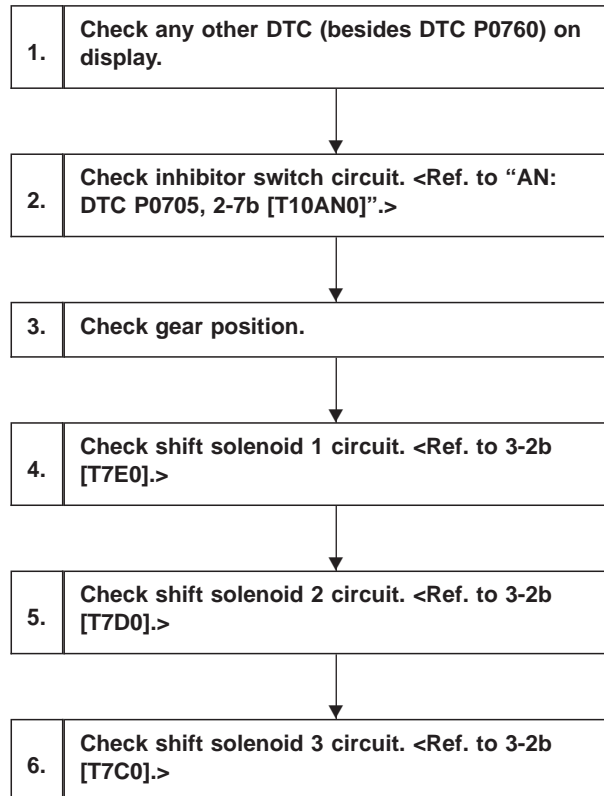 1. Check any other DTC (besides DTC P0760) on
display.
2. Check inhibitor switch circuit. <Ref. to “AN:
DTC P0705, 2-7b [T10AN0]”.>
3. Check gear position.
4. Check shift solenoid 1 circuit. <Ref. to 3-2b
[T7E0].>
5. Check shift solenoid 2 circuit. <Ref. to 3-2b
[T7D0].>
6. Check shift solenoid 3 circuit. <Ref. to 3-2b
[T7C0].>